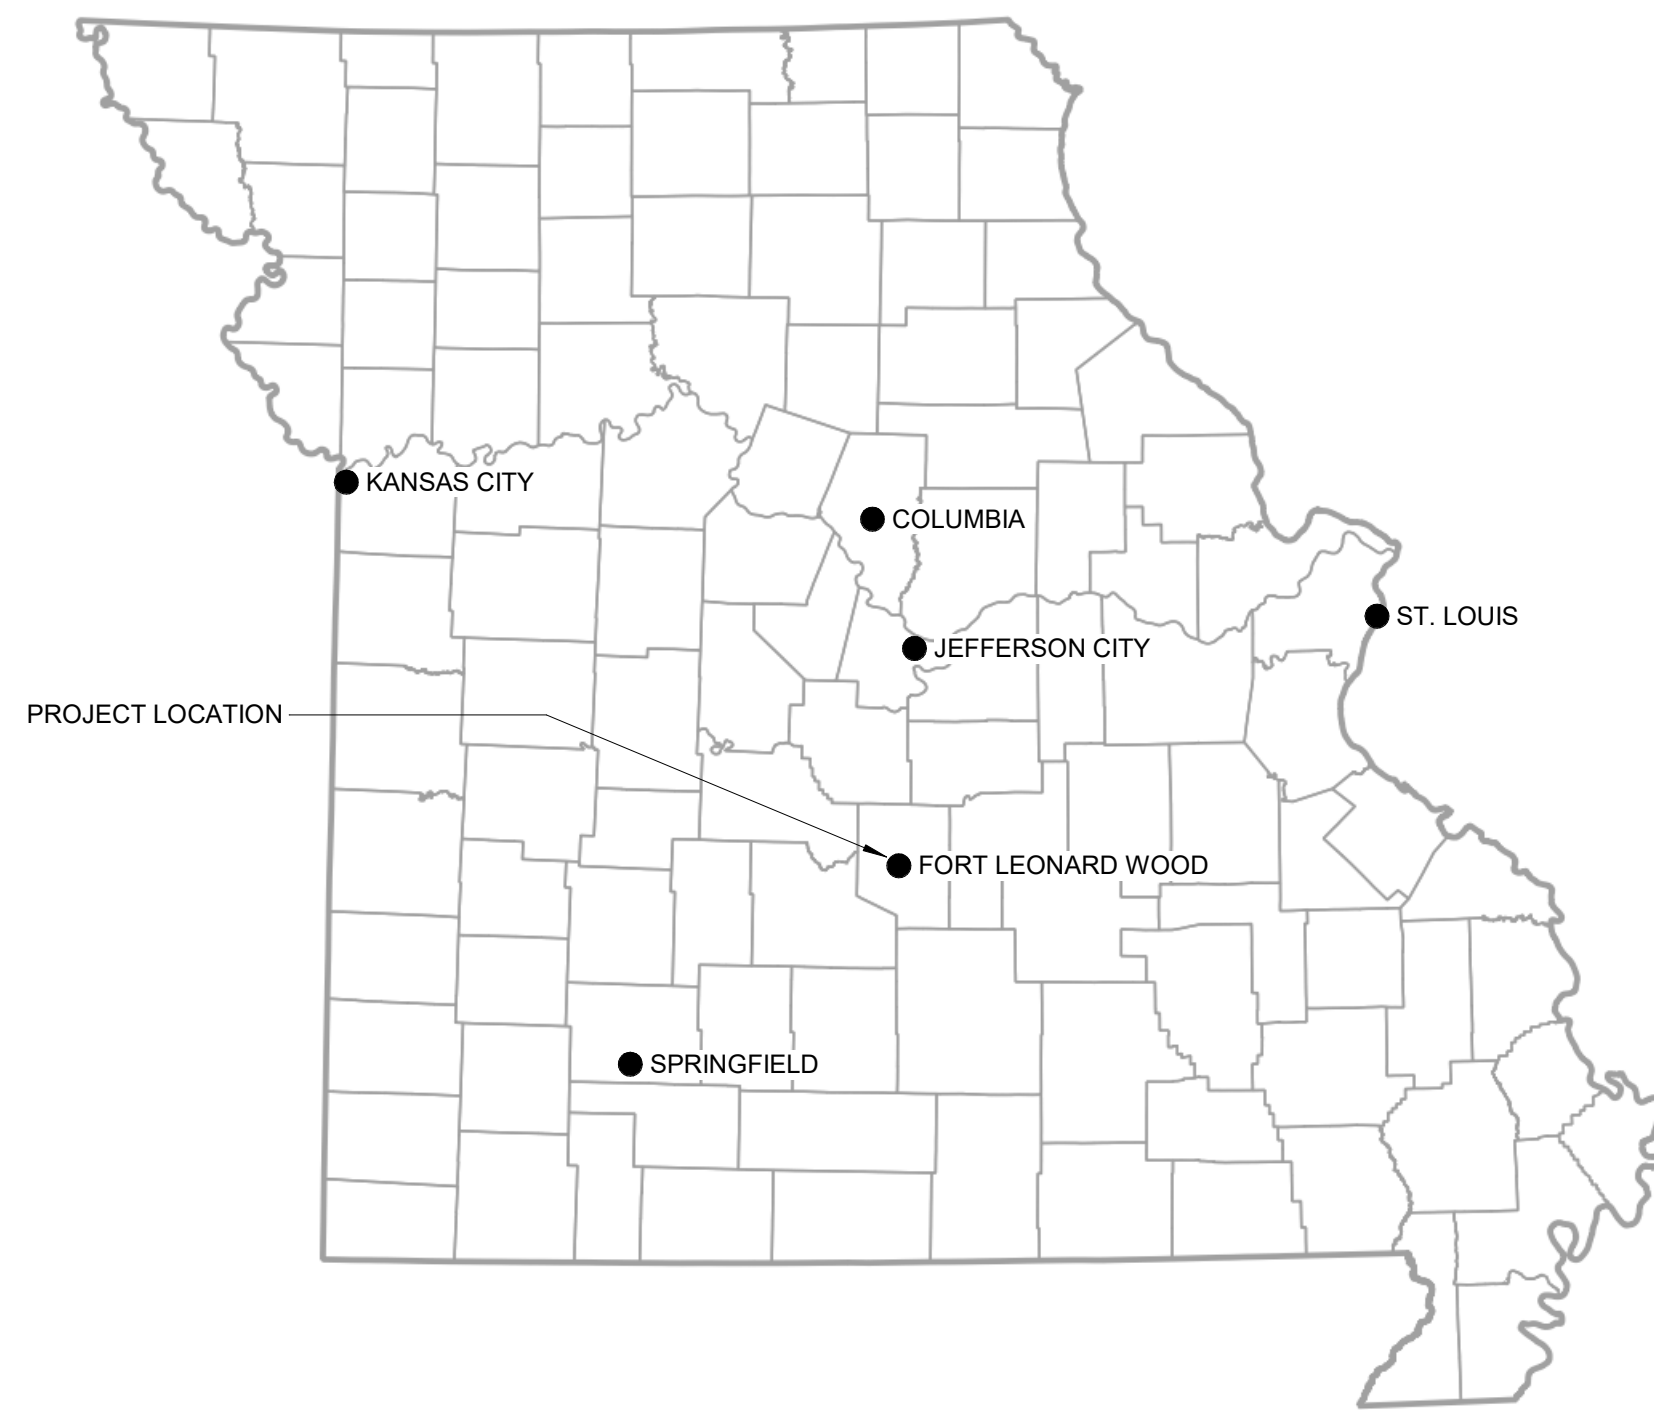 KANSAS CITY
COLUMBIA
ST. LOUIS
JEFFERSON CITY
PROJECT LOCATION
FORT LEONARD WOOD
SPRINGFIELD